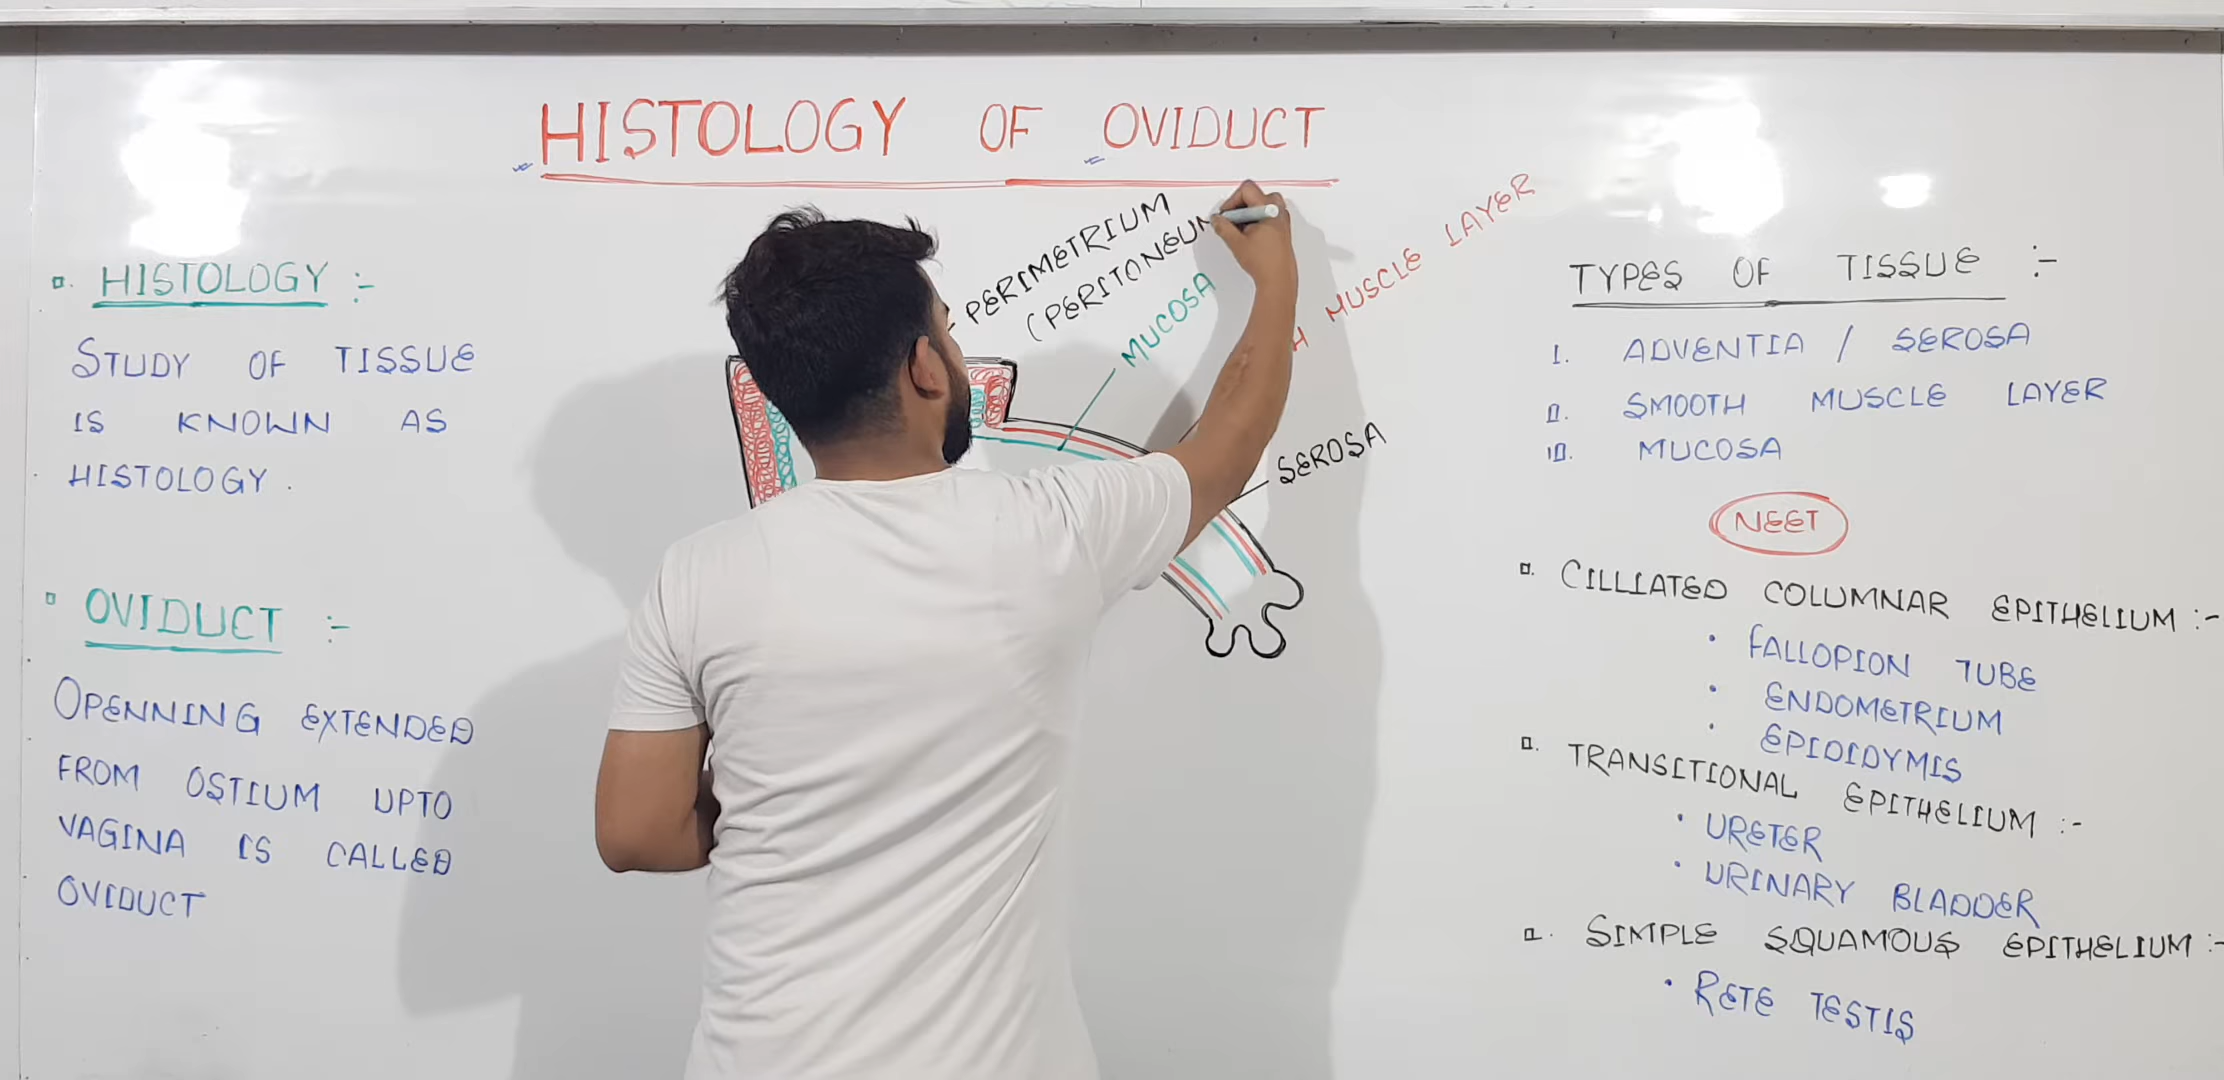 HISTOLOGY OF OVIDUCT
HISTOLOGY :-
STUDY OF TISSUE
IS KNOWN AS
HISTOLOGY .
OVIDUCT :-
OPENNING EXTENDED
FROM OSTIUM UPTO
VAGINA IS CALLED
OVIDUCT
PERIMETRIUM
(PERITONEUM
MUCOSA
MUSCLE LAYER
SEROSA
TYPES OF TISSUE :-
I. ADVENTIA / SEROSA
II. SMOOTH MUSCLE LAYER
III. MUCOSA
NEET
CILLIATED COLUMNAR EPITHELIUM :-
• FALLOPION TUBE
• ENDOMETRIUM
• EPIDIDYMIS
TRANSITIONAL EPITHELIUM :-
• URETER
• URINARY BLADDER
SIMPLE SQUAMOUS EPITHELIUM :-
• RETE TESTIS